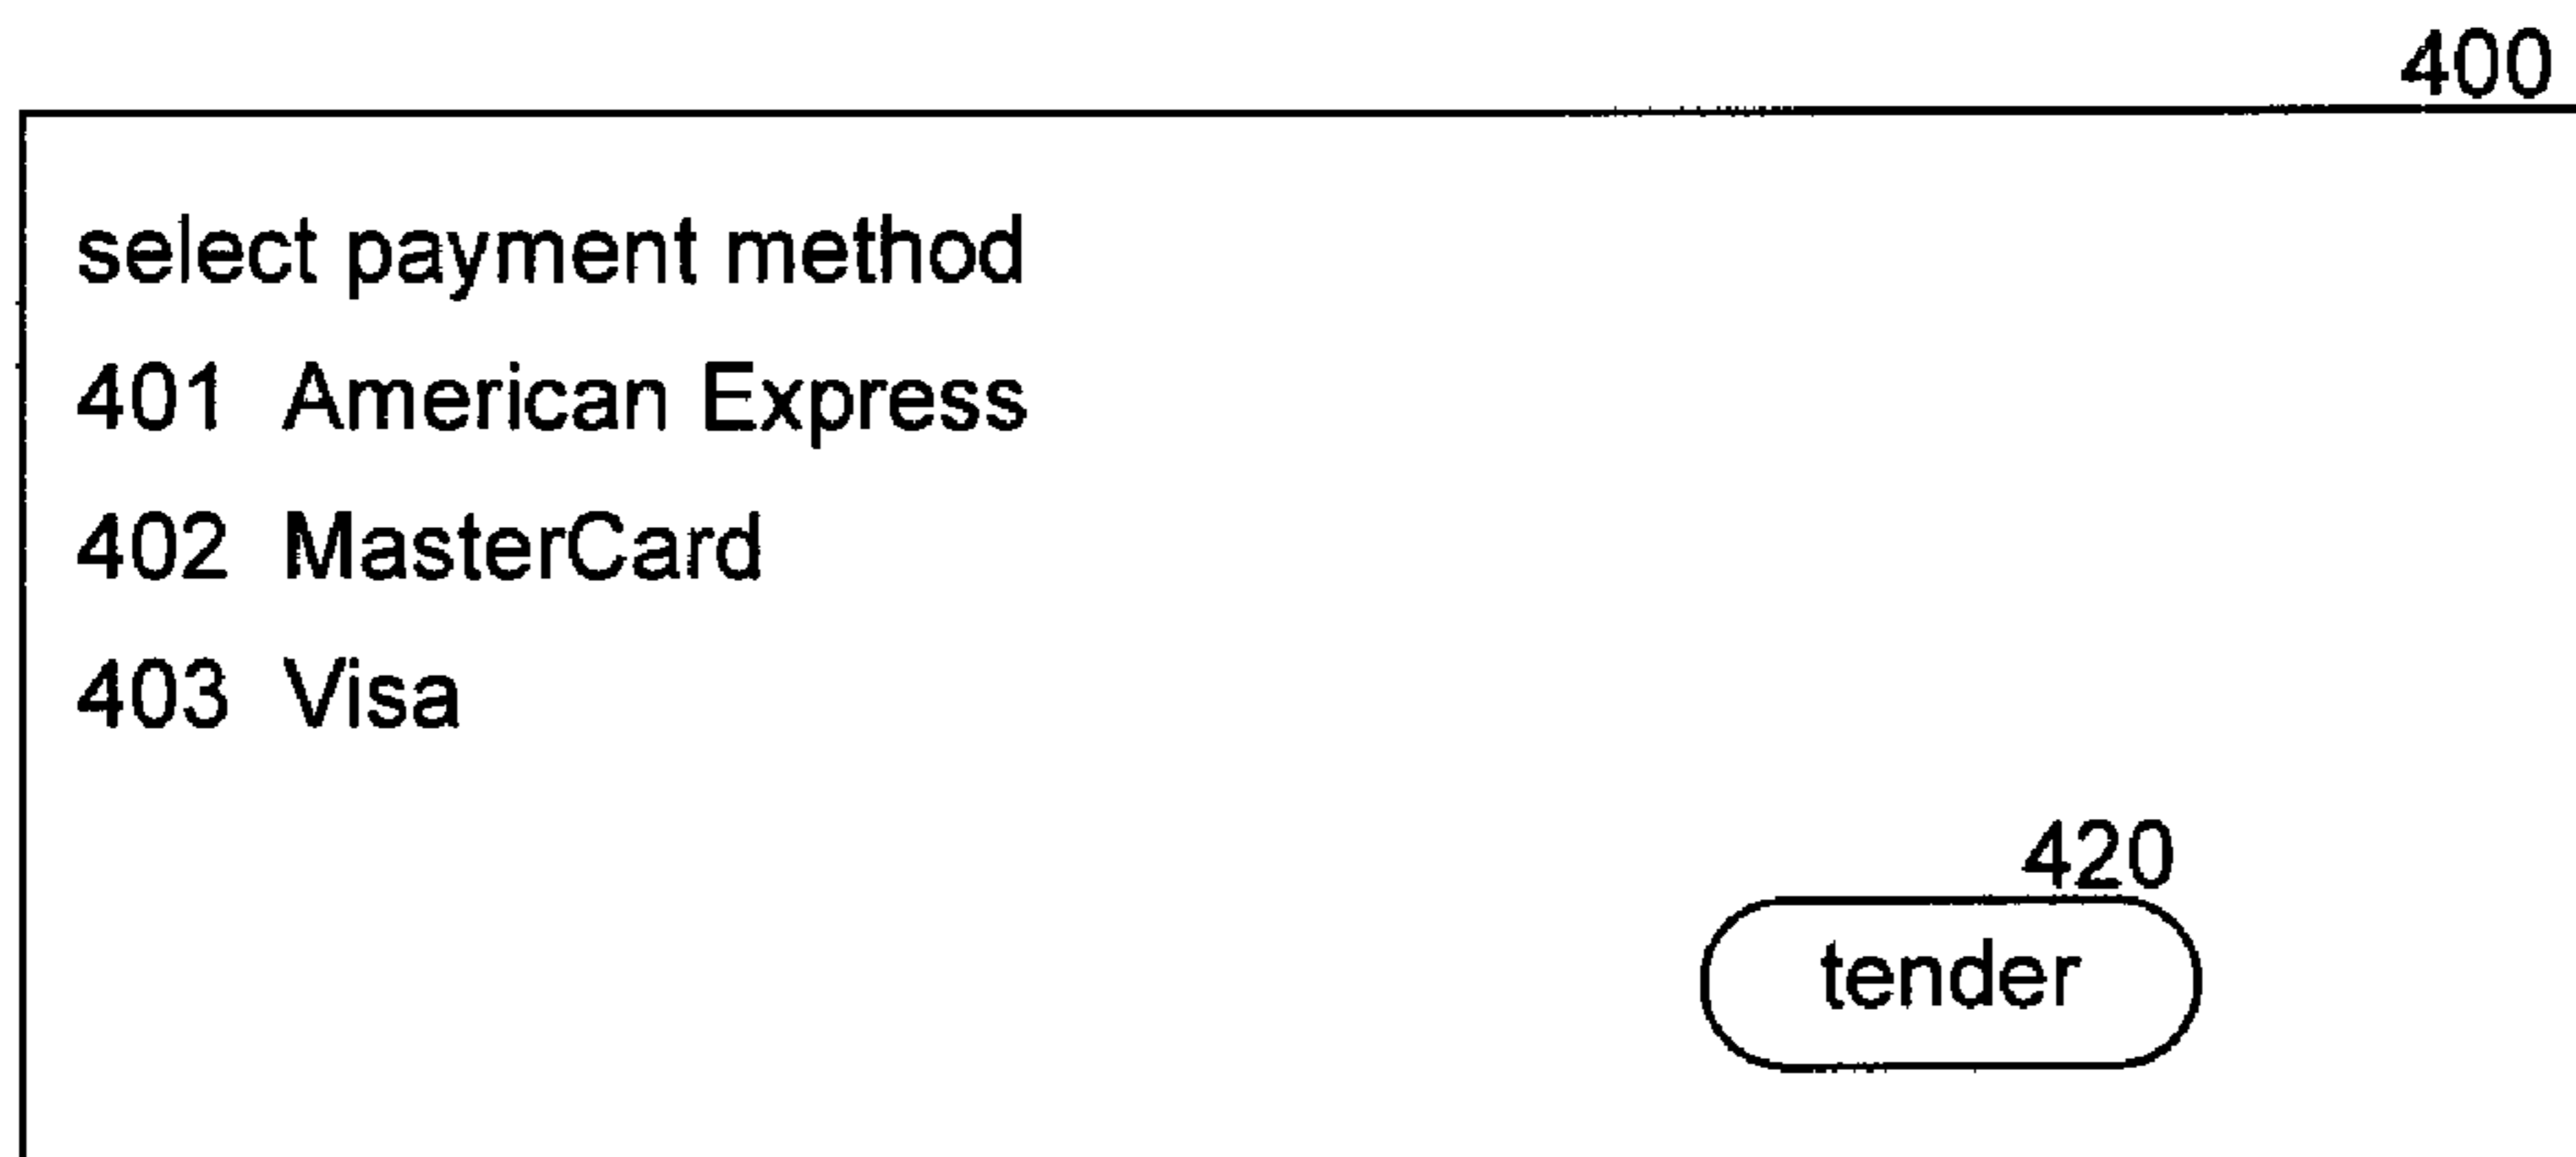 400
select payment method
401 American Express
402 MasterCard
403 Visa
420
tender